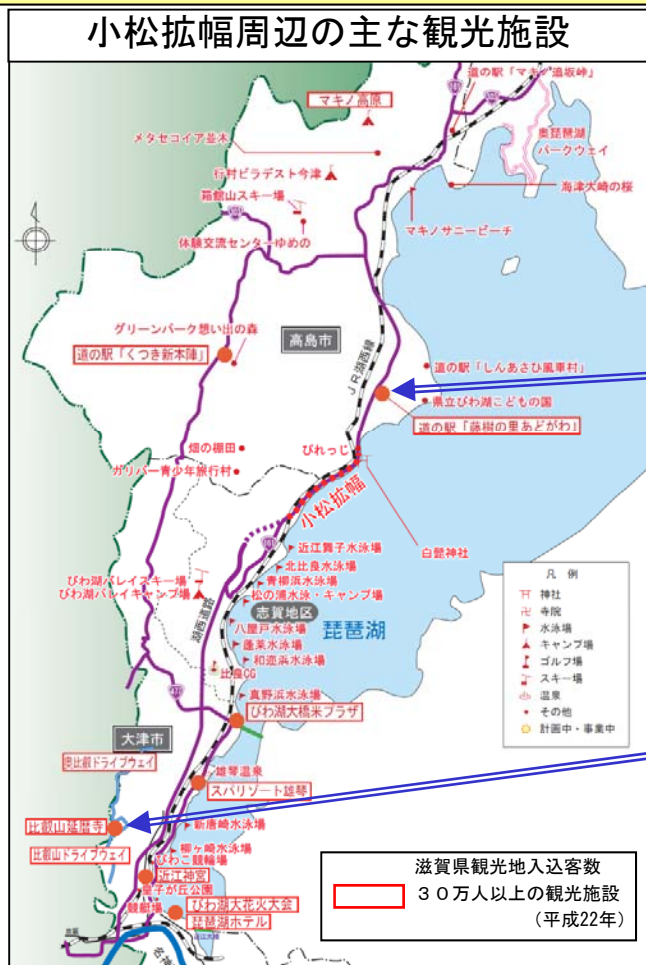 小松拡幅周辺の主な観光施設
道の駅「マキノ追坂峠」
マキノ高原
メタセコイア並木
奥琵琶湖
パークウェイ
行村ビラデスト今津
海津大崎の桜
箱館山スキー場
マキノサニービーチ
体験交流センターゆめの
グリーンパーク想い出の森
高島市
道の駅「くつき新本陣」
JR湖西線
道の駅「しんあさひ風車村」
県立びわ湖こどもの国
道の駅「藤樹の里あどがわ」
びれっじ
畑の棚田
ガリバー青少年旅行村
小松拡幅
白鬚神社
161
近江舞子水泳場
北比良水泳場
びわ湖バレイスキー場
青柳浜水泳場
びわ湖バレイキャンプ場
松の浦水泳・キャンプ場
志賀地区
湖西道路
八屋戸水泳場
琵琶湖
蓬莱水泳場
和迩浜水泳場
比良CG
真野浜水泳場
びわ湖大橋米プラザ
大津市
奥比叡ドライブウェイ
雄琴温泉
スパリゾート雄琴
比叡山延暦寺
新唐崎水泳場
比叡山ドライブウェイ
柳ヶ崎水泳場
びわこ競輪場
近江神宮
皇子が丘公園
競艇場
びわ湖大花火大会
琵琶湖ホテル
凡 例
神社
寺院
水泳場
キャンプ場
ゴルフ場
スキー場
温泉
その他
計画中・事業中
滋賀県観光地入込客数
30万人以上の観光施設
(平成22年)